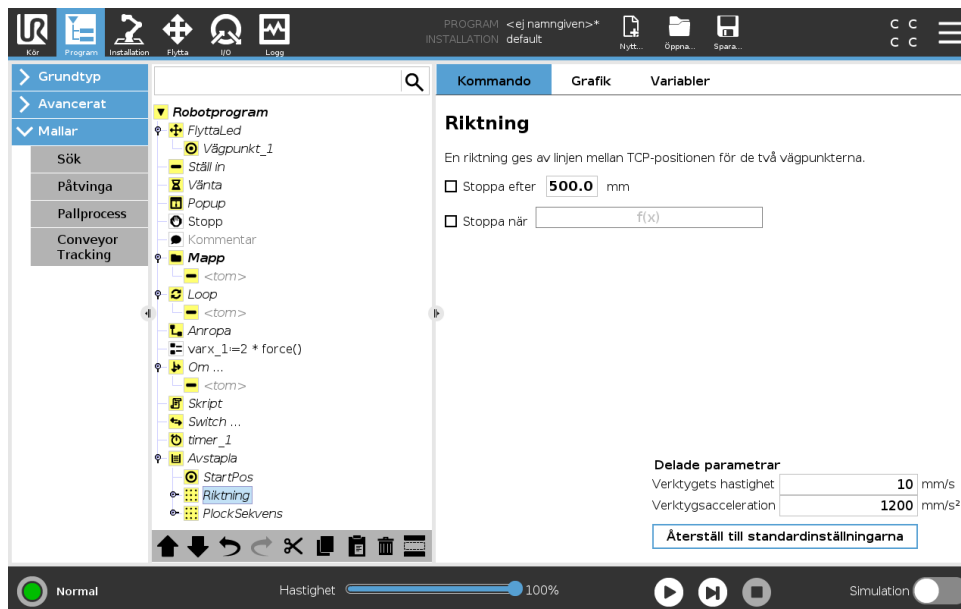 UR
PROGRAM <ej namngiven>*
INSTALLATION default
Kör Program Installation Flytta I/O Logg Nytt... Öppna... Spara...
C C
C C
Grundtyp
Avancerat
Mallar
Sök
Påtvinga
Pallprocess
Conveyor
Tracking
Robotprogram
FlyttaLed
Vägpunkt_1
Ställ in
Vänta
Popup
Stopp
Kommentar
Mapp
<tom>
Loop
<tom>
Anropa
varx_1:=2 * force()
Om ...
<tom>
Skript
Switch ...
timer_1
Avstapla
StartPos
Riktning
PlockSekvens
Kommando Grafik Variabler
Riktning
En riktning ges av linjen mellan TCP-positionen för de två vägpunkterna.
Stoppa efter 500.0 mm
Stoppa när f(x)
Delade parametrar
Verktygets hastighet 10 mm/s
Verktygsacceleration 1200 mm/s²
Återställ till standardinställningarna
Normal Hastighet 100% Simulation